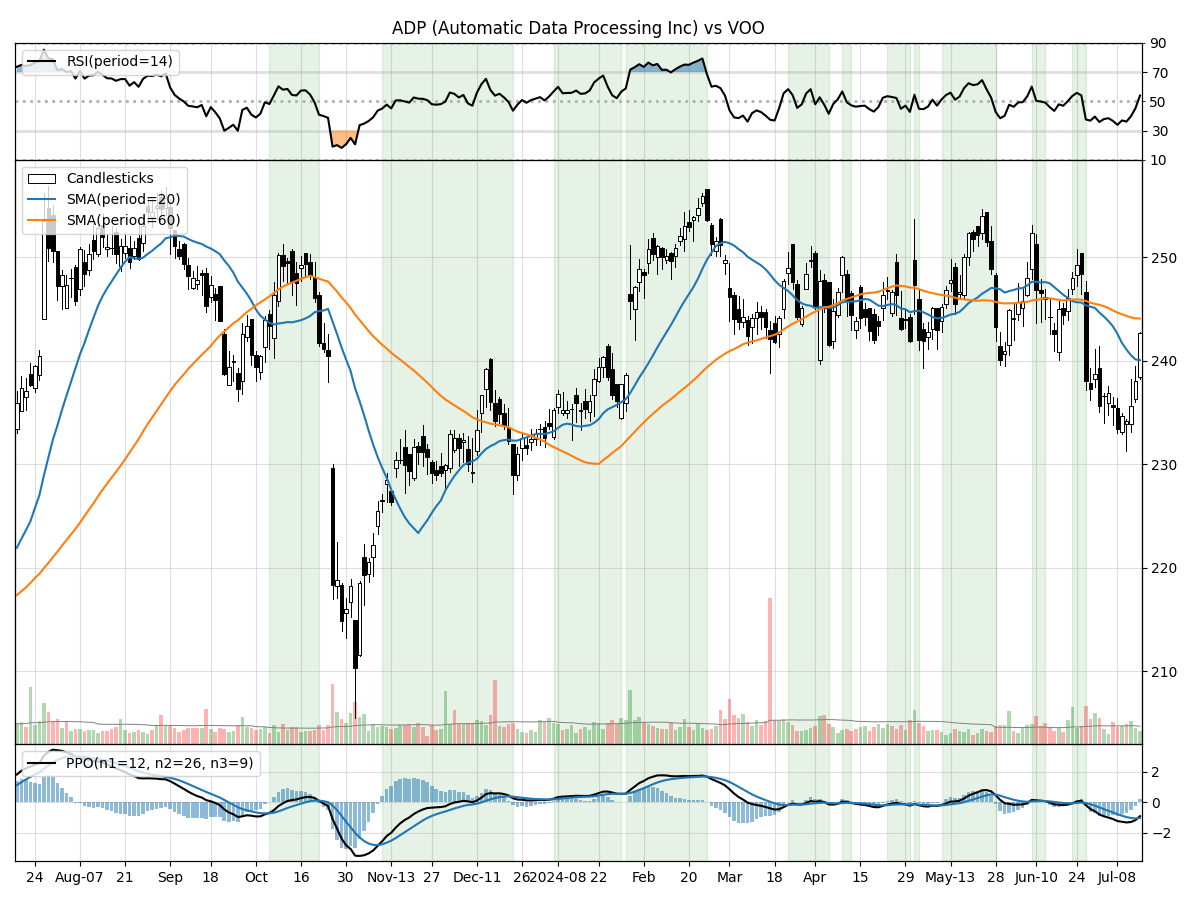 ADP (Automatic Data Processing Inc) vs VOO
RSI(period=14)
90
70
50
30
10
Candlesticks
SMA(period=20)
SMA(period=60)
250
240
230
220
210
PPO(n1=12, n2=26, n3=9)
2
0
−2
24 Aug-07 21 Sep 18 Oct 16 30 Nov-13 27 Dec-11 26 2024-08 22 Feb 20 Mar 18 Apr 15 29 May-13 28 Jun-10 24 Jul-08